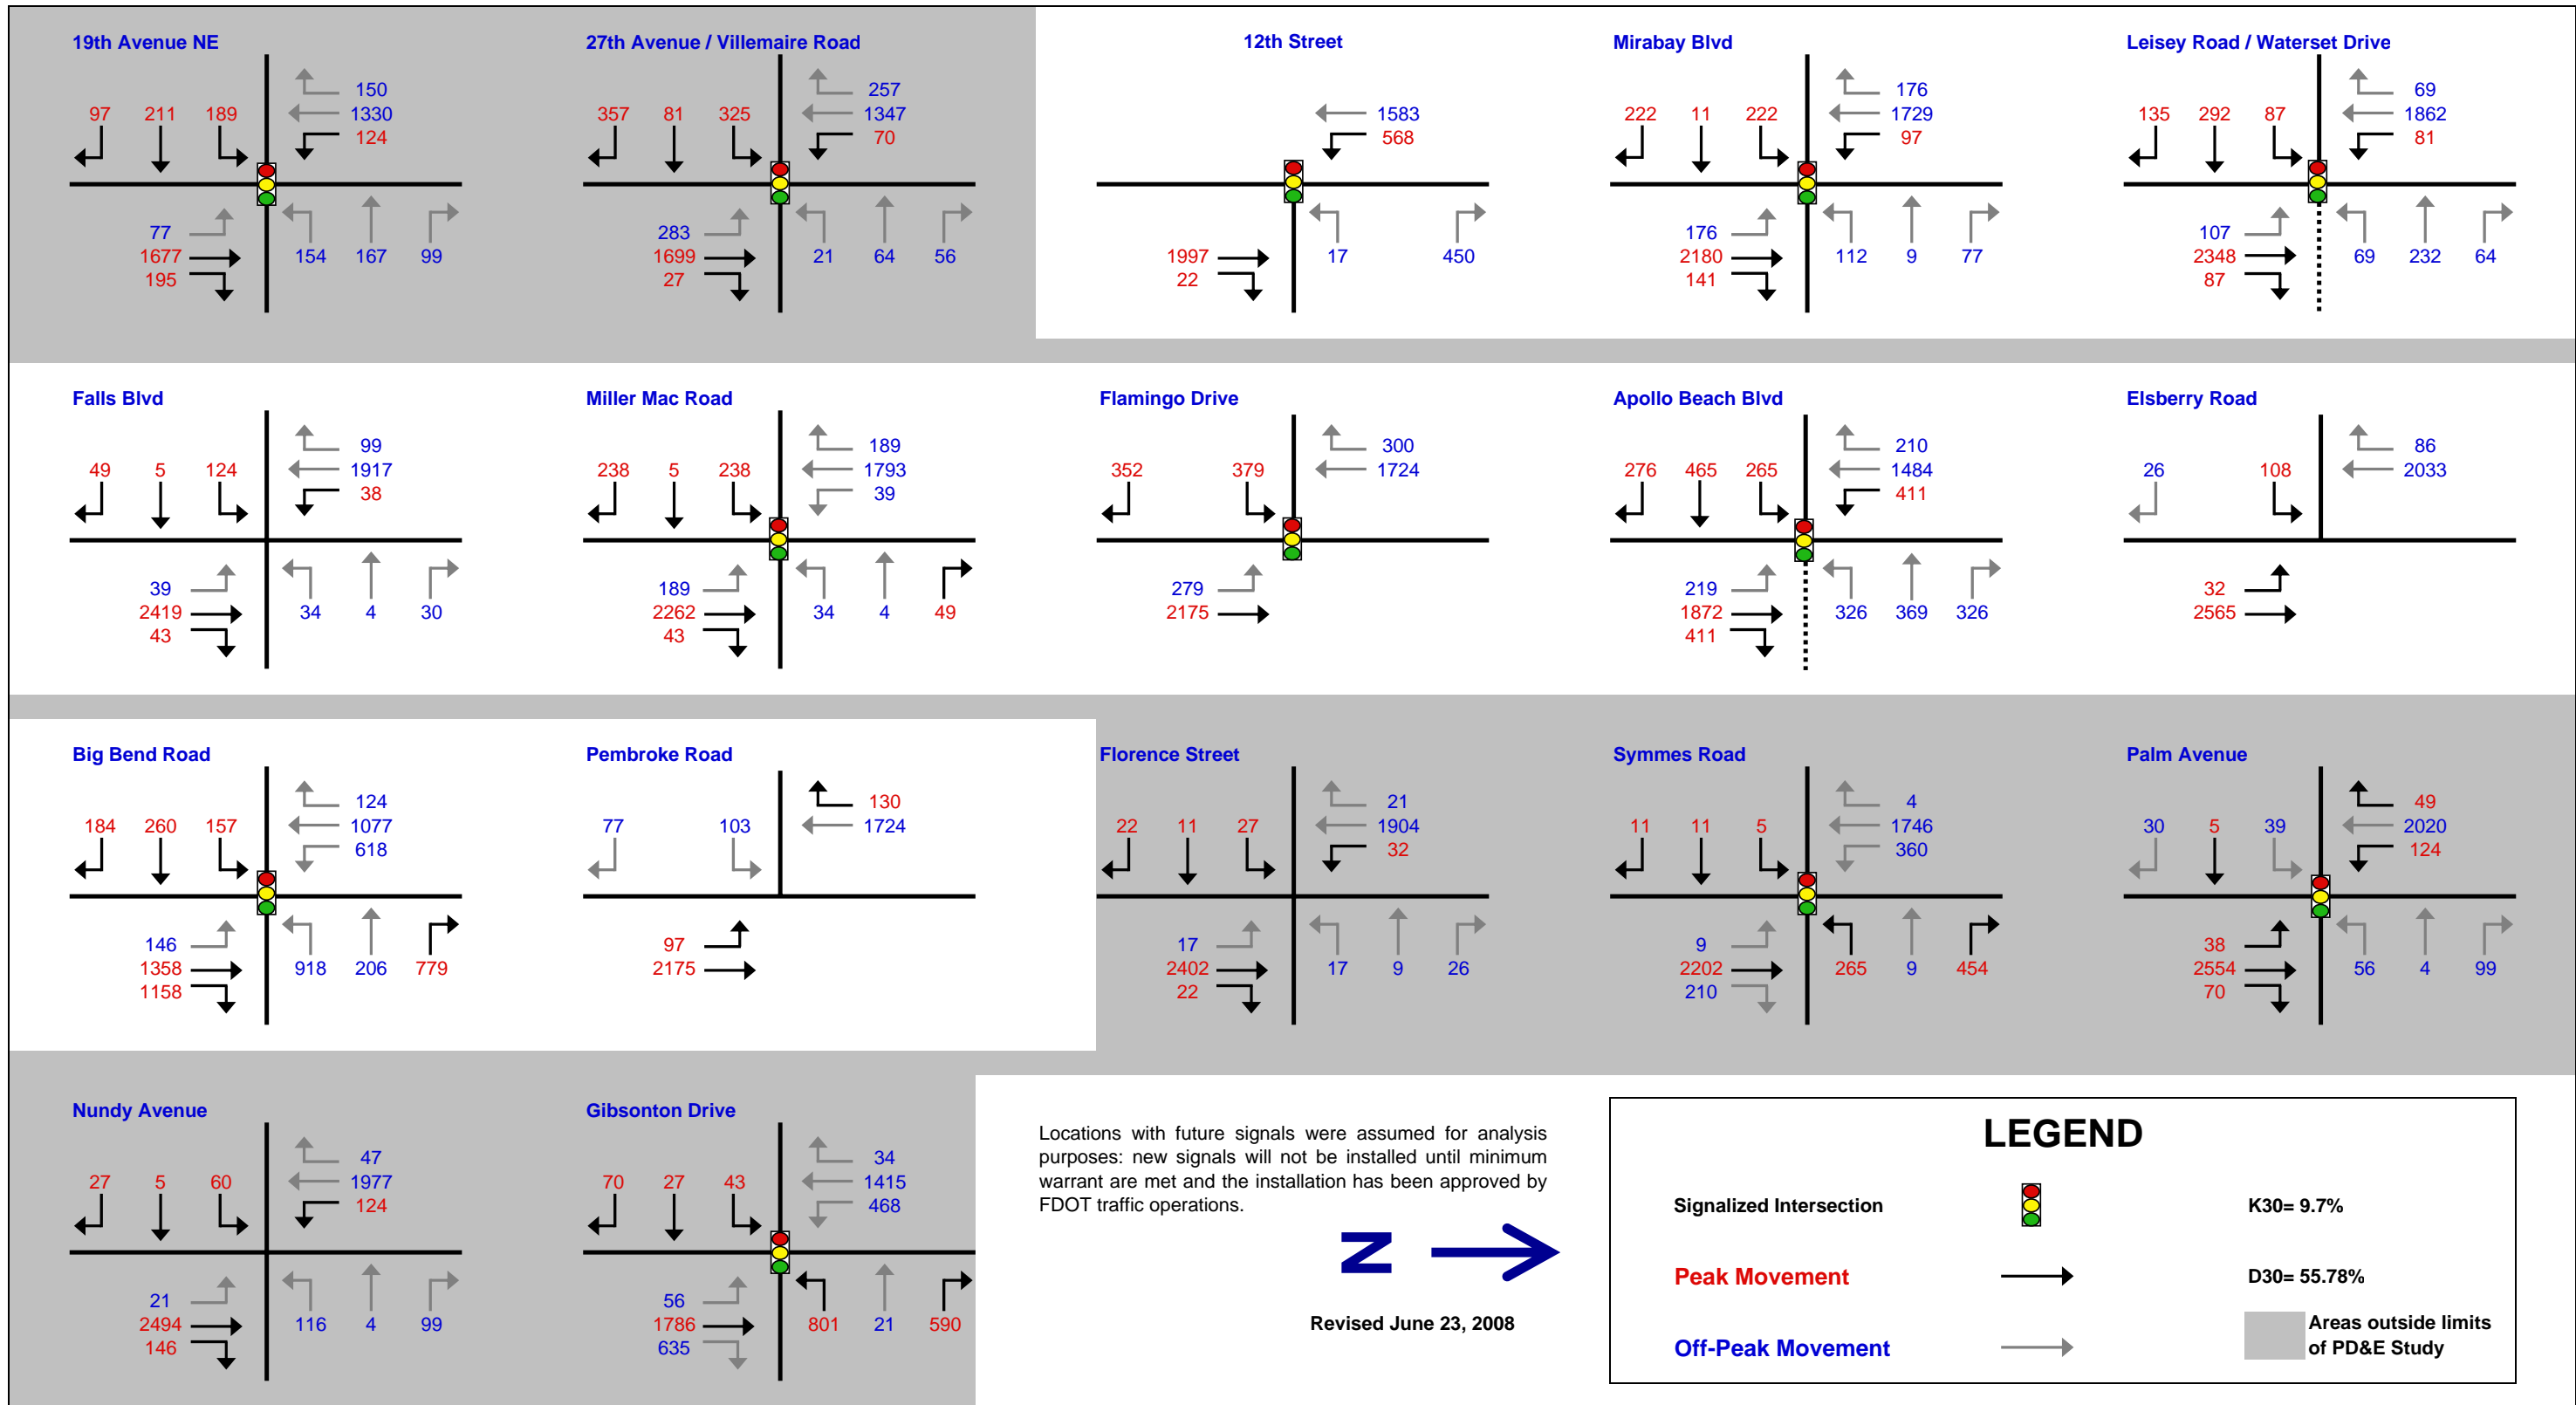 19th Avenue NE
97 211 189
150
1330
124
77
1677
195
154 167 99
27th Avenue / Villemaire Road
357 81 325
257
1347
70
283
1699
27
21 64 56
12th Street
1583
568
1997
22
17 450
Mirabay Blvd
222 11 222
176
1729
97
176
2180
141
112 9 77
Leisey Road / Waterset Drive
135 292 87
69
1862
81
107
2348
87
69 232 64
Falls Blvd
49 5 124
99
1917
38
39
2419
43
34 4 30
Miller Mac Road
238 5 238
189
1793
39
189
2262
43
34 4 49
Flamingo Drive
352 379
300
1724
279
2175
Apollo Beach Blvd
276 465 265
210
1484
411
219
1872
411
326 369 326
Elsberry Road
26 108
86
2033
32
2565
Big Bend Road
184 260 157
124
1077
618
146
1358
1158
918 206 779
Pembroke Road
77 103
130
1724
97
2175
Florence Street
22 11 27
21
1904
32
17
2402
22
17 9 26
Symmes Road
11 11 5
4
1746
360
9
2202
210
265 9 454
Palm Avenue
30 5 39
49
2020
124
38
2554
70
56 4 99
Nundy Avenue
27 5 60
47
1977
124
21
2494
146
116 4 99
Gibsonton Drive
70 27 43
34
1415
468
56
1786
635
801 21 590
Locations with future signals were assumed for analysis
purposes: new signals will not be installed until minimum
warrant are met and the installation has been approved by
FDOT traffic operations.
N
Revised June 23, 2008
LEGEND
Signalized Intersection
K30= 9.7%
Peak Movement
D30= 55.78%
Off-Peak Movement
Areas outside limits
of PD&E Study